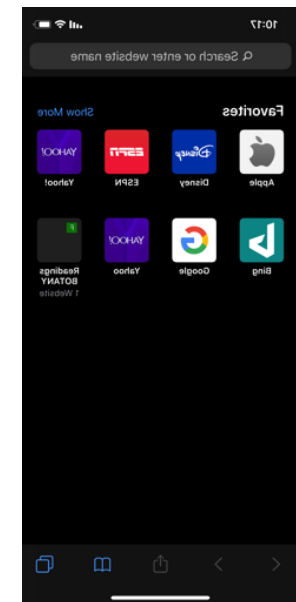 10:17
Search or enter website name
Favorites Show More
Apple Disney ESPN YAHOO!
Apple Disney ESPN Yahoo!
YAHOO!
Bing Google Yahoo Readings
BOTANY
1 Website